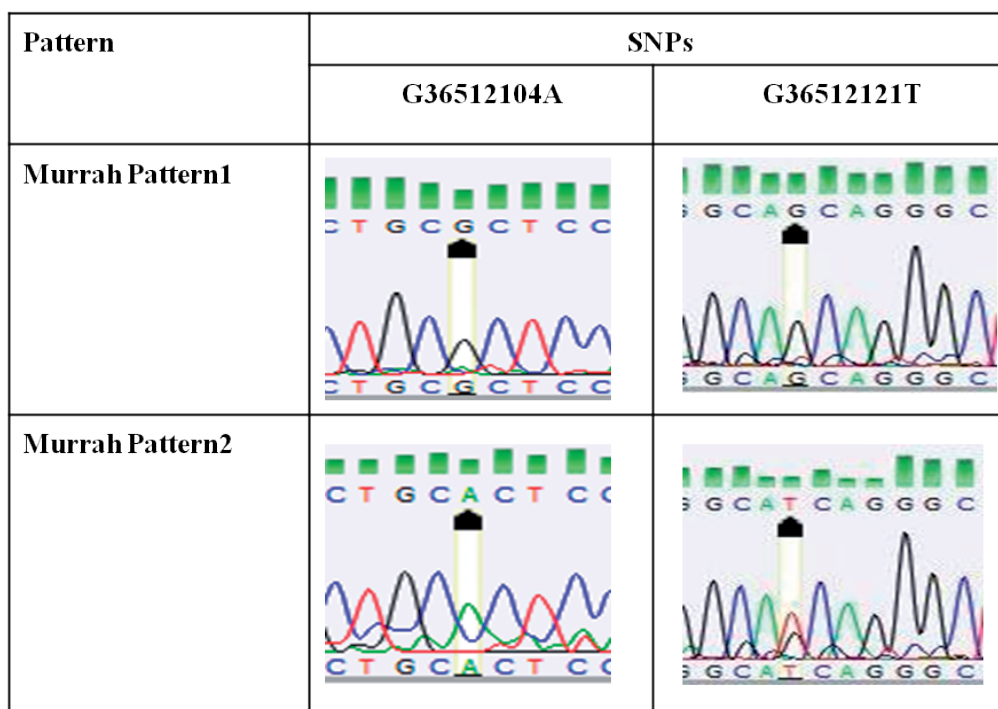 Pattern
SNPs
G36512104A
G36512121T
Murrah Pattern1
C T G C G C T C C
C T G C G C T C C
G G C A G C A G G G C
G G C A G C A G G G C
Murrah Pattern2
C T G C A C T C C
C T G C A C T C C
G G C A T C A G G G C
G G C A T C A G G G C